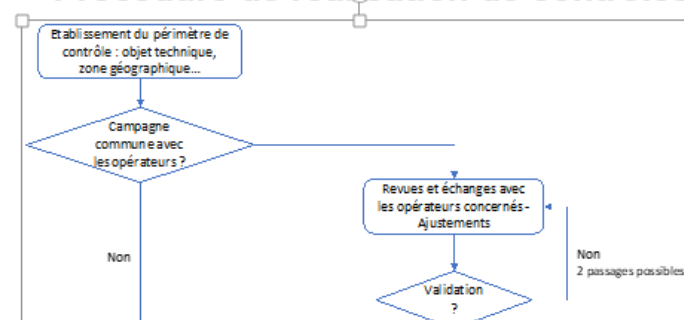 Etablissement du périmètre de
contrôle : objet technique,
zone géographique...
Campagne
commune avec
les opérateurs ?
Revues et échanges avec
les opérateurs concernés -
Ajustements
Non
Non
2 passages possibles
Validation
?